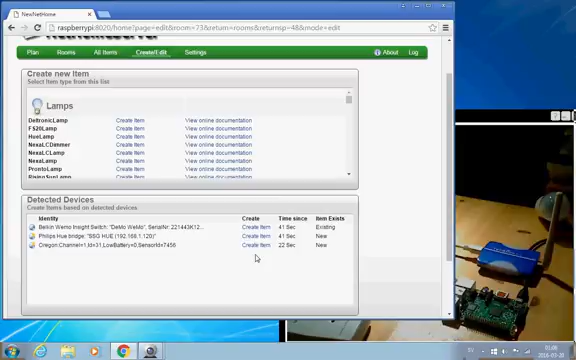 NewNetHome
raspberrypi:8020/home?page=edit&room=73&return=rooms&returnsp=48&mode=edit
Plan Rooms All Items Create/Edit Settings About Log
Create new Item
Select item type from this list
Lamps
DeltronicLamp Create Item View online documentation
FS20Lamp Create Item View online documentation
HueLamp Create Item View online documentation
NexaLCDimmer Create Item View online documentation
NexaLCLamp Create Item View online documentation
NexaLamp Create Item View online documentation
ProntoLamp Create Item View online documentation
RisingSunLamp Create Item View online documentation
Detected Devices
Create items based on detected devices
Identity Create Time since Item Exists
Belkin Wemo Insight Switch: "DeMo WeMo", SerialNr: 221443K12... Create Item 41 Sec Existing
Philips Hue bridge: "SSG HUE (192.168.1.120)" Create Item 41 Sec New
Oregon:Channel=1,Id=31,LowBattery=0,SensorId=7456 Create Item 22 Sec New
SV
01:48